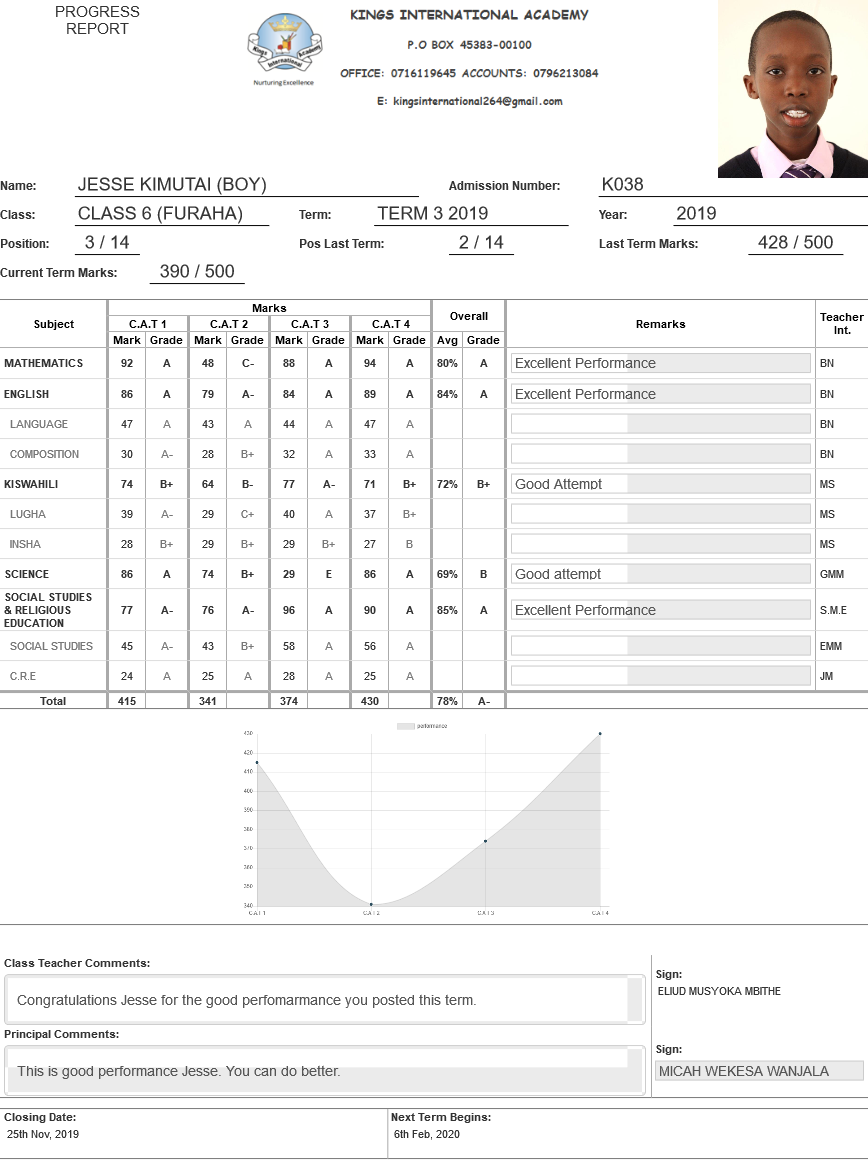 PROGRESS
REPORT
KINGS INTERNATIONAL ACADEMY
P.O BOX 45383-00100
OFFICE: 0716119645 ACCOUNTS: 0796213084
E: kingsinternational264@gmail.com
Kings Academy
International
Nurturing Excellence
Name: JESSE KIMUTAI (BOY) Admission Number: K038
Class: CLASS 6 (FURAHA) Term: TERM 3 2019 Year: 2019
Position: 3 / 14 Pos Last Term: 2 / 14 Last Term Marks: 428 / 500
Current Term Marks: 390 / 500
Subject Marks Overall Remarks Teacher Int.
C.A.T 1 C.A.T 2 C.A.T 3 C.A.T 4
Mark Grade Mark Grade Mark Grade Mark Grade Avg Grade
MATHEMATICS 92 A 48 C- 88 A 94 A 80% A Excellent Performance BN
ENGLISH 86 A 79 A- 84 A 89 A 84% A Excellent Performance BN
LANGUAGE 47 A 43 A 44 A 47 A BN
COMPOSITION 30 A- 28 B+ 32 A 33 A BN
KISWAHILI 74 B+ 64 B- 77 A- 71 B+ 72% B+ Good Attempt MS
LUGHA 39 A- 29 C+ 40 A 37 B+ MS
INSHA 28 B+ 29 B+ 29 B+ 27 B MS
SCIENCE 86 A 74 B+ 29 E 86 A 69% B Good attempt GMM
SOCIAL STUDIES
& RELIGIOUS
EDUCATION 77 A- 76 A- 96 A 90 A 85% A Excellent Performance S.M.E
SOCIAL STUDIES 45 A- 43 B+ 58 A 56 A EMM
C.R.E 24 A 25 A 28 A 25 A JM
Total 415 341 374 430 78% A-
performance
430
420
410
400
390
380
370
360
350
340
C.A.T 1 C.A.T 2 C.A.T 3 C.A.T 4
Class Teacher Comments:
Congratulations Jesse for the good perfomarmance you posted this term.
Sign:
ELIUD MUSYOKA MBITHE
Principal Comments:
This is good performance Jesse. You can do better.
Sign:
MICAH WEKESA WANJALA
Closing Date: Next Term Begins:
25th Nov, 2019 6th Feb, 2020